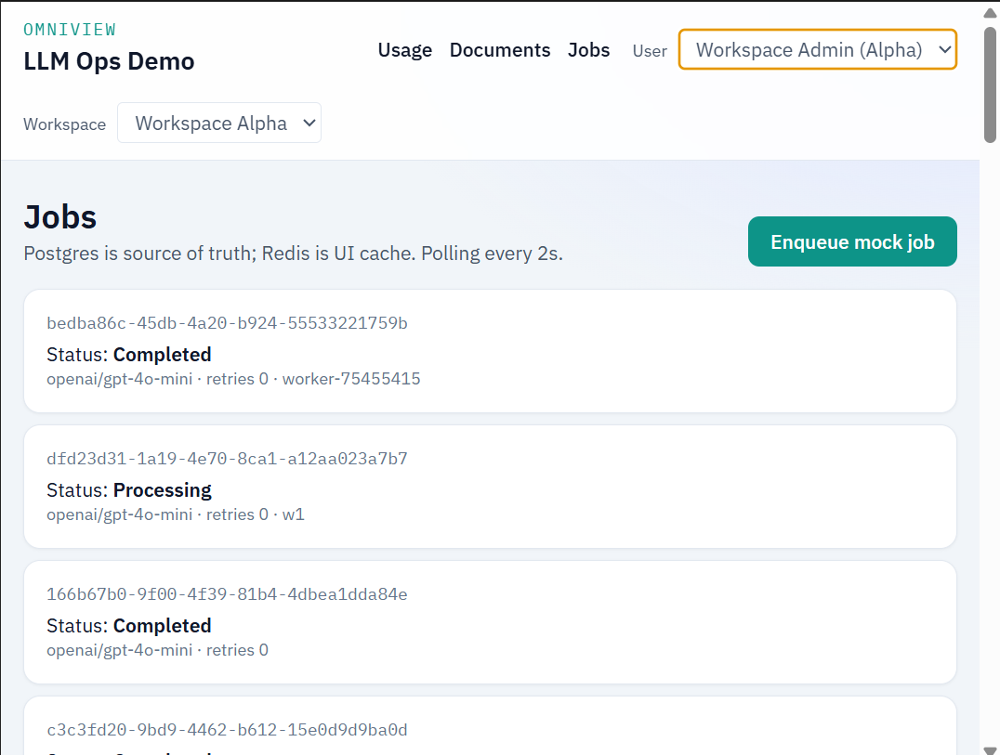 OMNIVIEW
LLM Ops Demo
Usage Documents Jobs User Workspace Admin (Alpha)
Workspace Workspace Alpha
Jobs
Postgres is source of truth; Redis is UI cache. Polling every 2s.
Enqueue mock job
bedba86c-45db-4a20-b924-55533221759b
Status: Completed
openai/gpt-4o-mini · retries 0 · worker-75455415
dfd23d31-1a19-4e70-8ca1-a12aa023a7b7
Status: Processing
openai/gpt-4o-mini · retries 0 · w1
166b67b0-9f00-4f39-81b4-4dbea1dda84e
Status: Completed
openai/gpt-4o-mini · retries 0
c3c3fd20-9bd9-4462-b612-15e0d9d9ba0d